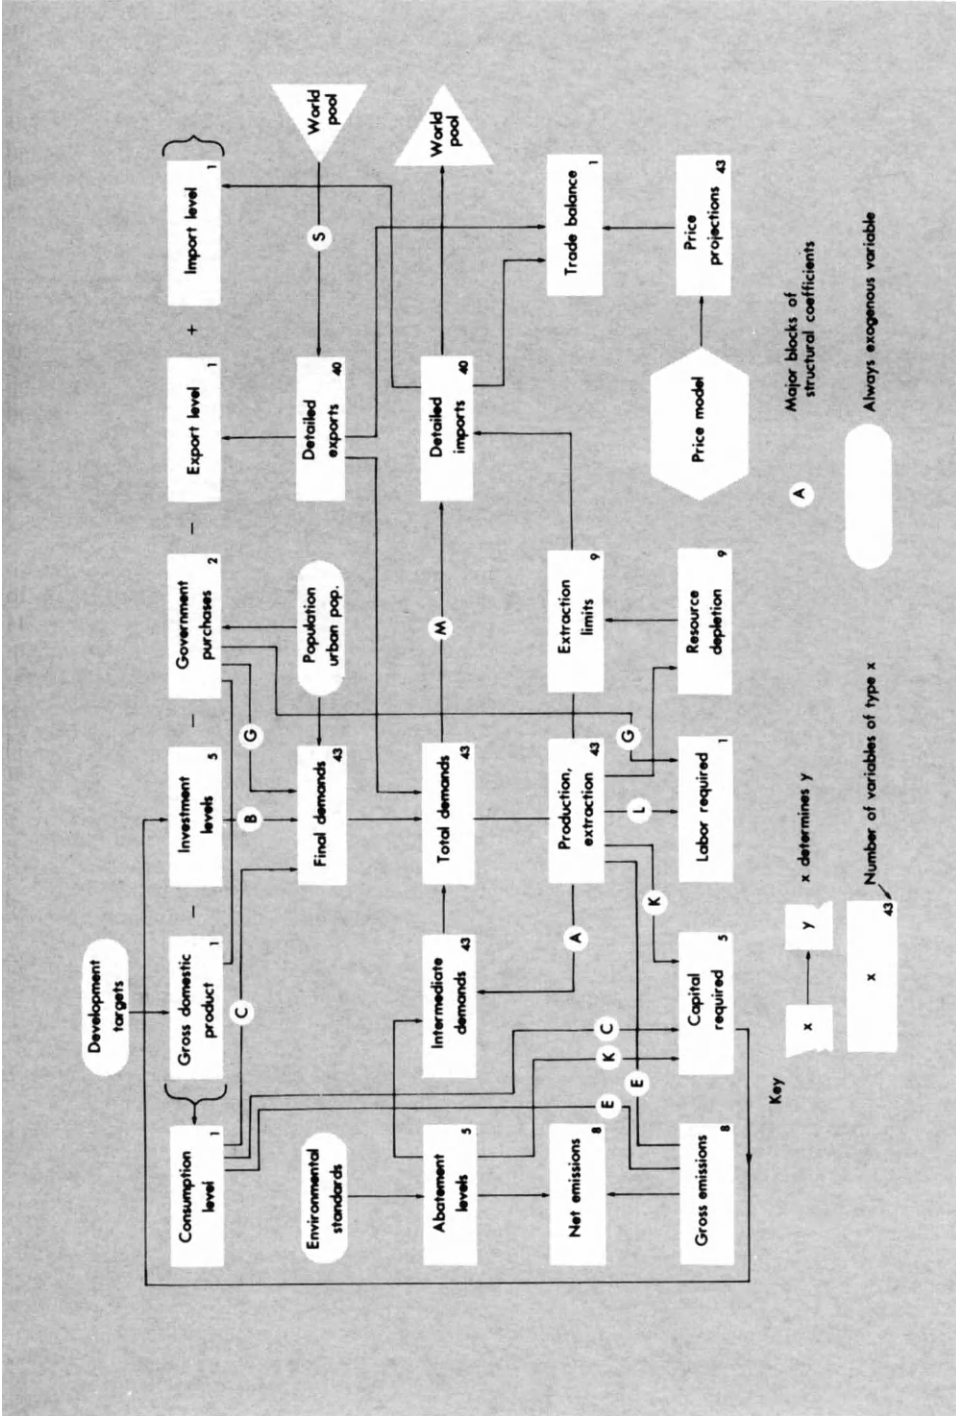 Development
targets
Consumption
level
1
Gross domestic
product
1
−
Investment
levels
5
−
Government
purchases
2
−
Export level
1
+
Import level
1
C
B
G
S
Environmental
standards
Final demands
43
Population
urban pop.
Detailed
exports
40
World
pool
Abatement
levels
5
Intermediate
demands
43
Total demands
43
M
Detailed
imports
40
World
pool
E
K
C
A
Net emissions
8
Production,
extraction
43
Extraction
limits
9
Trade balance
1
E
K
L
G
Gross emissions
8
Capital
required
5
Labor required
1
Resource
depletion
9
Price model
Price
projections
43
Key
x
y
x determines y
A
Major blocks of
structural coefficients
x
43
Number of variables of type x
Always exogenous variable